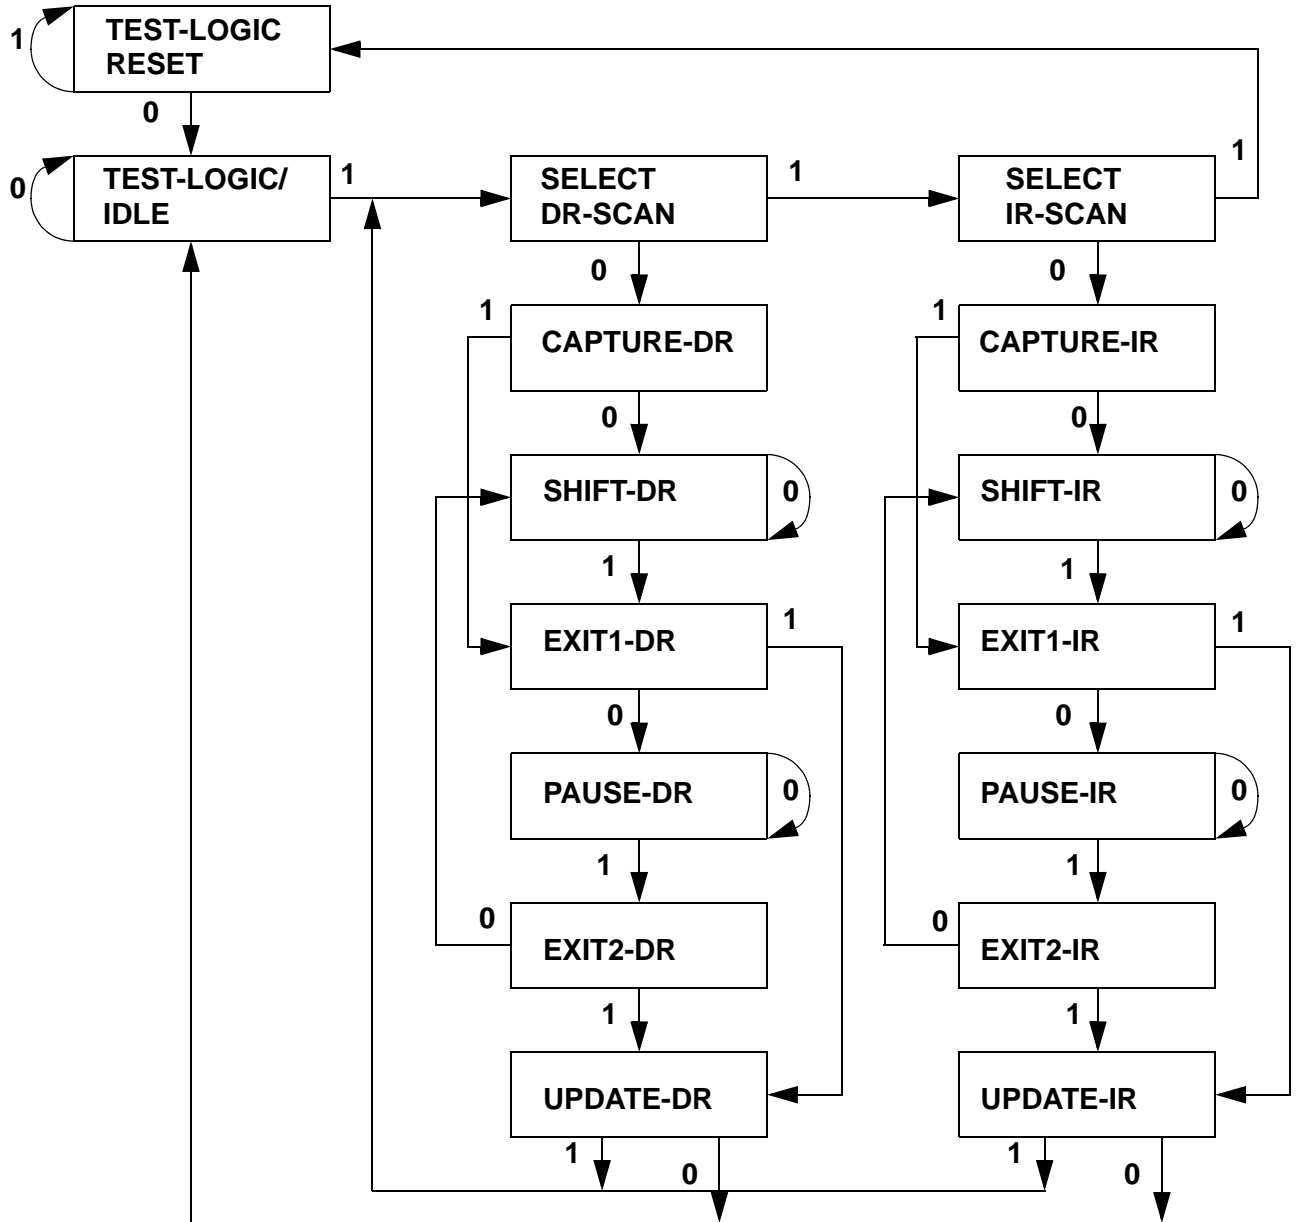 1
TEST-LOGIC
RESET
0
0
TEST-LOGIC/
IDLE
1
SELECT
DR-SCAN
1
SELECT
IR-SCAN
1
0
0
1
CAPTURE-DR
1
CAPTURE-IR
0
0
SHIFT-DR
0
SHIFT-IR
0
1
1
EXIT1-DR
1
EXIT1-IR
1
0
0
PAUSE-DR
0
PAUSE-IR
0
1
1
0
EXIT2-DR
0
EXIT2-IR
1
1
UPDATE-DR
UPDATE-IR
1
0
1
0